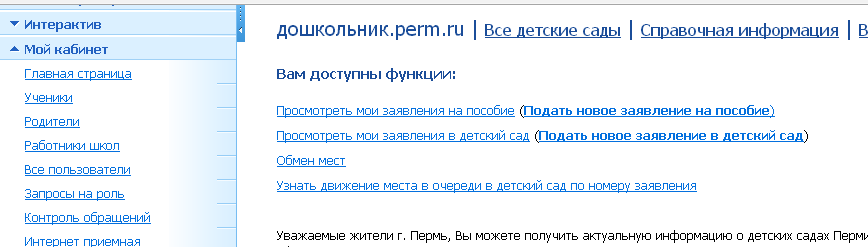 Интерактив
Мой кабинет
Главная страница
Ученики
Родители
Работники школ
Все пользователи
Запросы на роль
Контроль обращений
Интернет приемная
дошкольник.perm.ru | Все детские сады | Справочная информация | В
Вам доступны функции:
Просмотреть мои заявления на пособие (Подать новое заявление на пособие)
Просмотреть мои заявления в детский сад (Подать новое заявление в детский сад)
Обмен мест
Узнать движение места в очереди в детский сад по номеру заявления
Уважаемые жители г. Пермь, Вы можете получить актуальную информацию о детских садах Перми